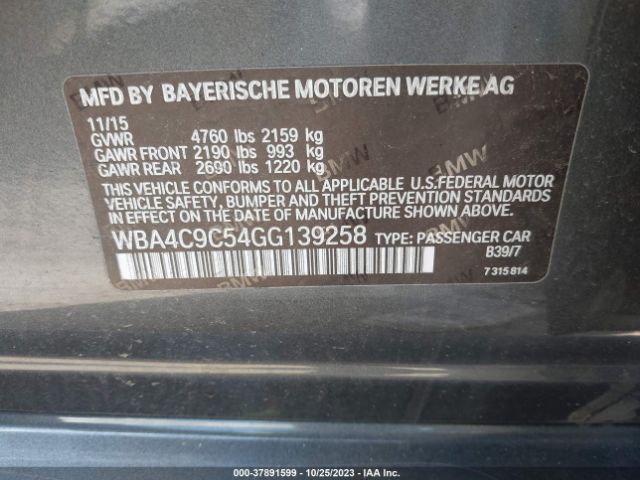 MFD BY BAYERISCHE MOTOREN WERKE AG
11/15
GVWR 4760 lbs 2159 kg
GAWR FRONT 2190 lbs 993 kg
GAWR REAR 2690 lbs 1220 kg
THIS VEHICLE CONFORMS TO ALL APPLICABLE U.S.FEDERAL MOTOR
VEHICLE SAFETY, BUMPER AND THEFT PREVENTION STANDARDS
IN EFFECT ON THE DATE OF MANUFACTURE SHOWN ABOVE.
WBA4C9C54GG139258 TYPE: PASSENGER CAR
B39/7
7 315 814
000-37891599 - 10/25/2023 - IAA Inc.